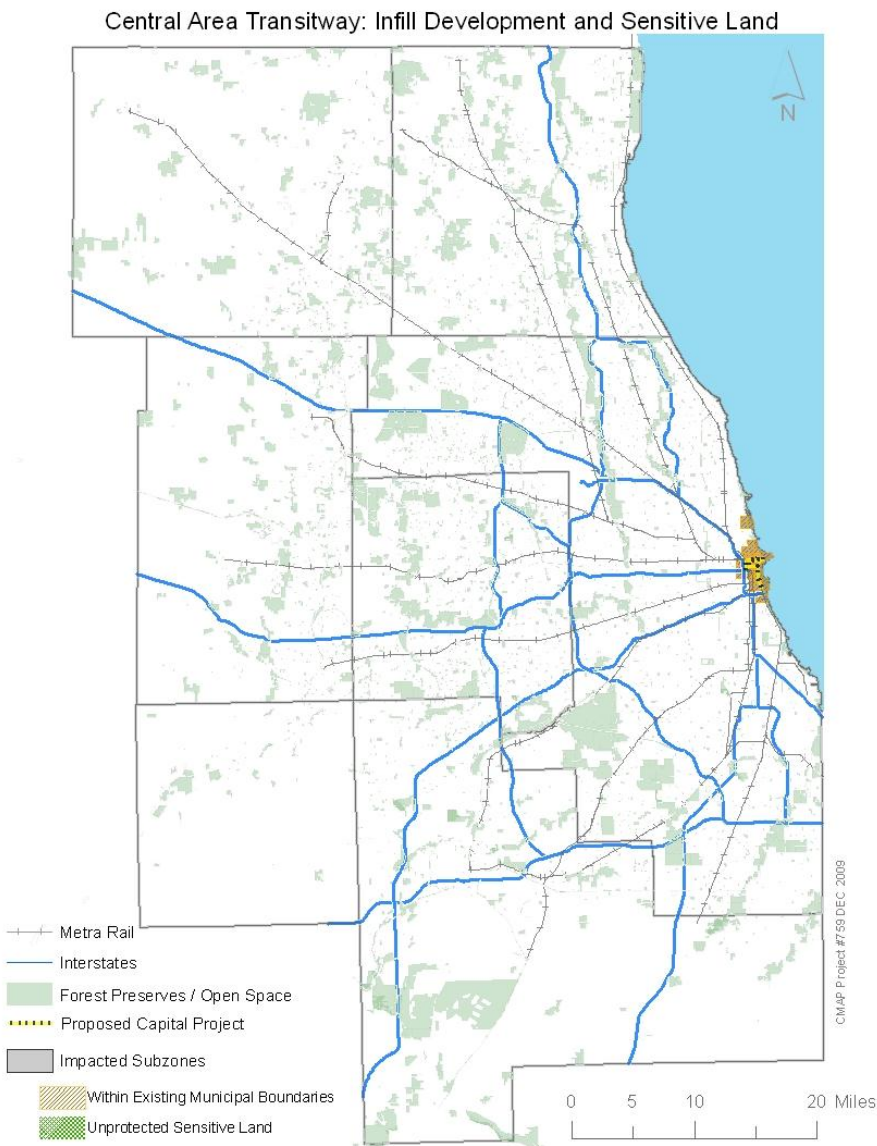 Central Area Transitway: Infill Development and Sensitive Land
N
Metra Rail
Interstates
Forest Preserves / Open Space
Proposed Capital Project
Impacted Subzones
Within Existing Municipal Boundaries
Unprotected Sensitive Land
0 5 10 20 Miles
CMAP Project #759 DEC 2009